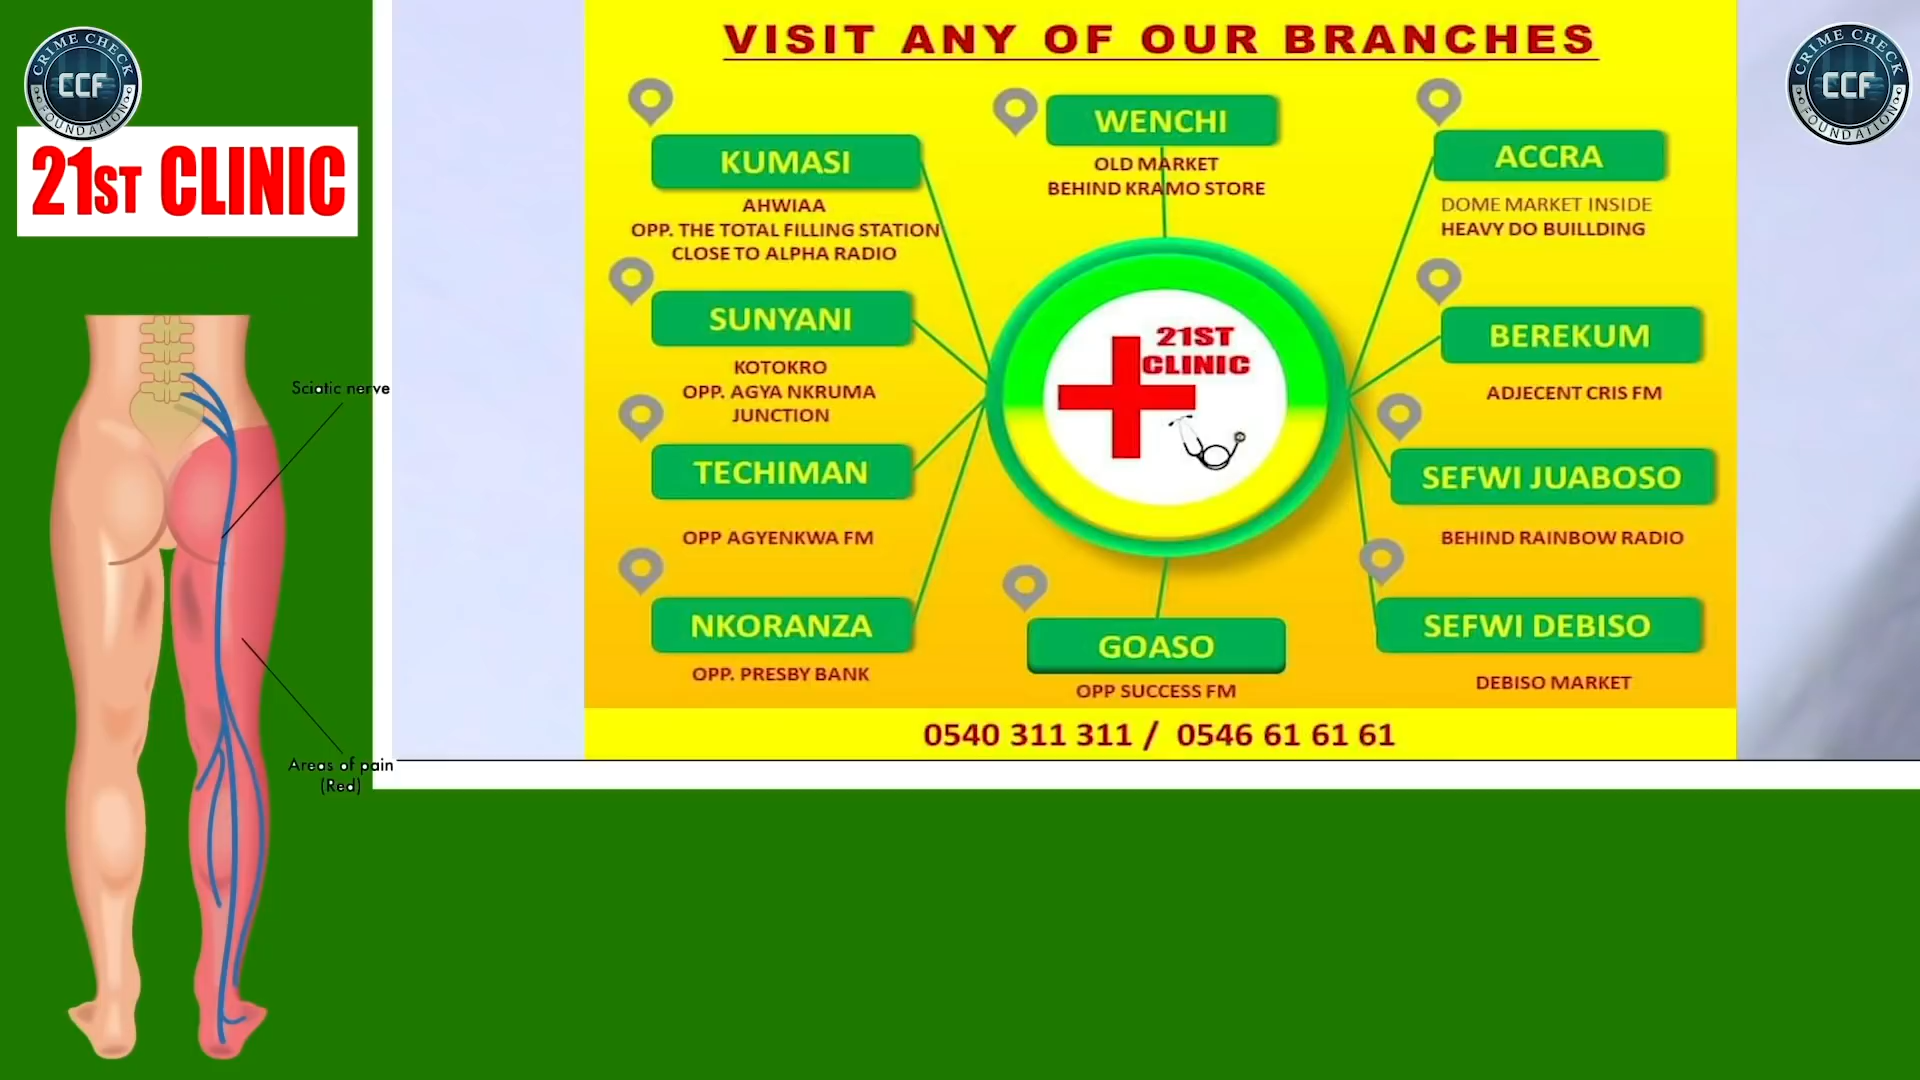 CRIME CHECK
CCF
FOUNDATION
21ST CLINIC
Sciatic nerve
Areas of pain
(Red)
VISIT ANY OF OUR BRANCHES
KUMASI
AHWIAA
OPP. THE TOTAL FILLING STATION
CLOSE TO ALPHA RADIO
SUNYANI
KOTOKRO
OPP. AGYA NKRUMA
JUNCTION
TECHIMAN
OPP AGYENKWA FM
NKORANZA
OPP. PRESBY BANK
WENCHI
OLD MARKET
BEHIND KRAMO STORE
21ST
CLINIC
GOASO
OPP SUCCESS FM
ACCRA
DOME MARKET INSIDE
HEAVY DO BUILLDING
BEREKUM
ADJECENT CRIS FM
SEFWI JUABOSO
BEHIND RAINBOW RADIO
SEFWI DEBISO
DEBISO MARKET
0540 311 311 / 0546 61 61 61
CRIME CHECK
CCF
FOUNDATION